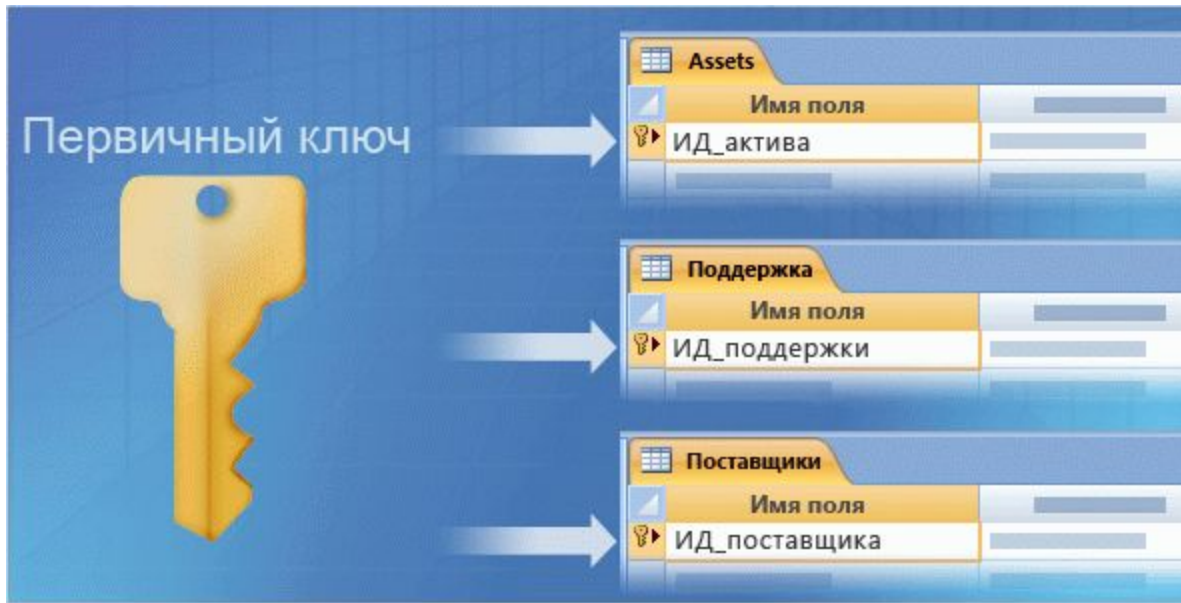 Первичный ключ
Assets
Имя поля
ИД_актива
Поддержка
Имя поля
ИД_поддержки
Поставщики
Имя поля
ИД_поставщика